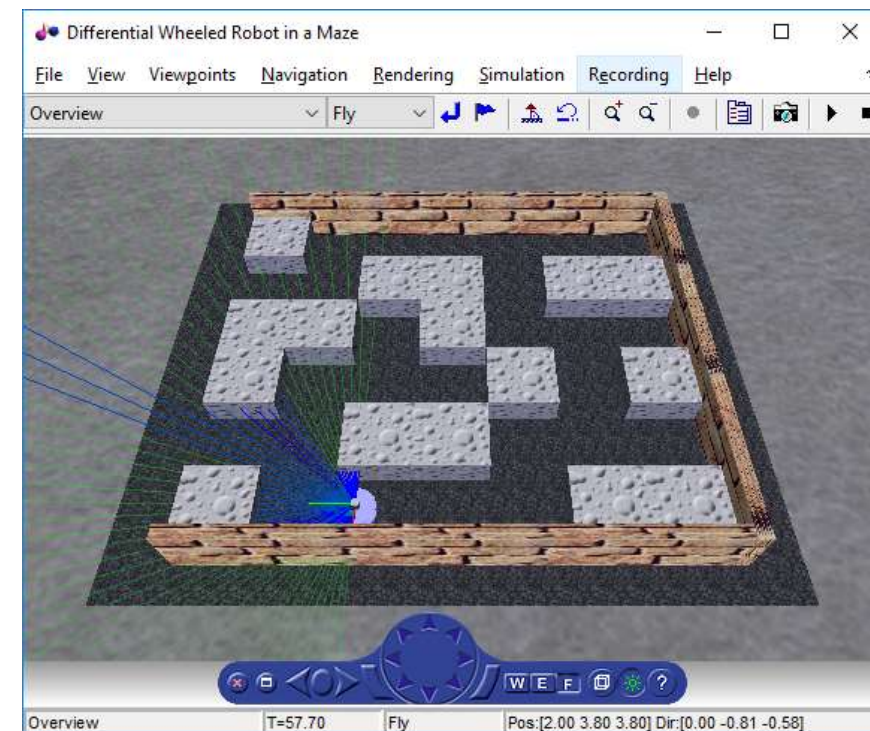 Differential Wheeled Robot in a Maze
File View Viewpoints Navigation Rendering Simulation Recording Help
Overview Fly
W E F ?
Overview T=57.70 Fly Pos:[2.00 3.80 3.80] Dir:[0.00 -0.81 -0.58]